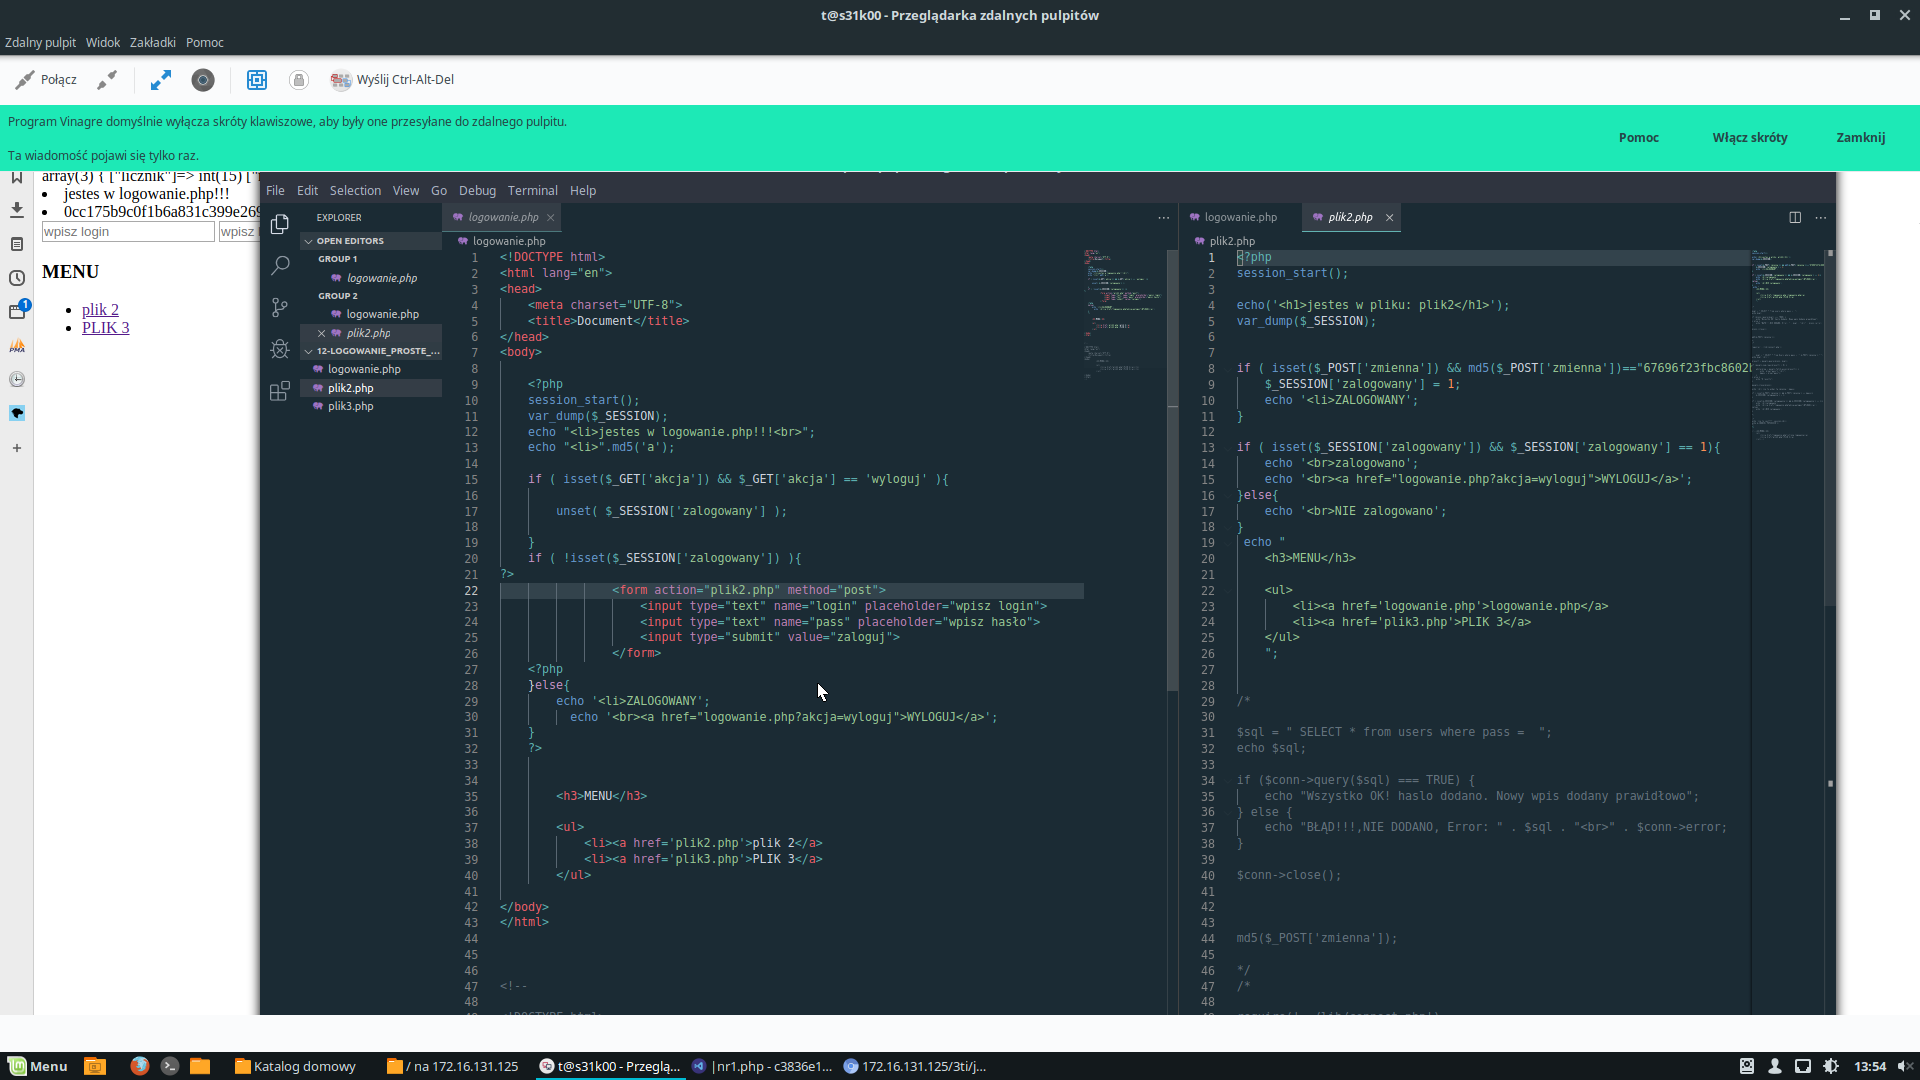 t@s31k00 - Przeglądarka zdalnych pulpitów
Zdalny pulpit Widok Zakładki Pomoc
Połącz Wyślij Ctrl-Alt-Del
Program Vinagre domyślnie wyłącza skróty klawiszowe, aby były one przesyłane do zdalnego pulpitu.
Ta wiadomość pojawi się tylko raz.
Pomoc Włącz skróty Zamknij
array(3) { ["licznik"]=> int(15) ["
jestes w logowanie.php!!!
0cc175b9c0f1b6a831c399e269
wpisz login wpisz
MENU
plik 2
PLIK 3
1
PMA
File Edit Selection View Go Debug Terminal Help
EXPLORER
OPEN EDITORS
GROUP 1
logowanie.php
GROUP 2
logowanie.php
plik2.php
12-LOGOWANIE_PROSTE_...
logowanie.php
plik2.php
plik3.php
logowanie.php
logowanie.php
1 <!DOCTYPE html>
2 <html lang="en">
3 <head>
4 <meta charset="UTF-8">
5 <title>Document</title>
6 </head>
7 <body>
8
9 <?php
10 session_start();
11 var_dump($_SESSION);
12 echo "<li>jestes w logowanie.php!!!<br>";
13 echo "<li>".md5('a');
14
15 if ( isset($_GET['akcja']) && $_GET['akcja'] == 'wyloguj' ){
16
17 unset( $_SESSION['zalogowany'] );
18
19 }
20 if ( !isset($_SESSION['zalogowany']) ){
21 ?>
22 <form action="plik2.php" method="post">
23 <input type="text" name="login" placeholder="wpisz login">
24 <input type="text" name="pass" placeholder="wpisz hasło">
25 <input type="submit" value="zaloguj">
26 </form>
27 <?php
28 }else{
29 echo '<li>ZALOGOWANY';
30 echo '<br><a href="logowanie.php?akcja=wyloguj">WYLOGUJ</a>';
31 }
32 ?>
33
34
35 <h3>MENU</h3>
36
37 <ul>
38 <li><a href='plik2.php'>plik 2</a>
39 <li><a href='plik3.php'>PLIK 3</a>
40 </ul>
41
42 </body>
43 </html>
44
45
46
47 <!--
48
logowanie.php plik2.php
plik2.php
1 <?php
2 session_start();
3
4 echo('<h1>jestes w pliku: plik2</h1>');
5 var_dump($_SESSION);
6
7
8 if ( isset($_POST['zmienna']) && md5($_POST['zmienna'])=="67696f23fbc8602
9 $_SESSION['zalogowany'] = 1;
10 echo '<li>ZALOGOWANY';
11 }
12
13 if ( isset($_SESSION['zalogowany']) && $_SESSION['zalogowany'] == 1){
14 echo '<br>zalogowano';
15 echo '<br><a href="logowanie.php?akcja=wyloguj">WYLOGUJ</a>';
16 }else{
17 echo '<br>NIE zalogowano';
18 }
19 echo "
20 <h3>MENU</h3>
21
22 <ul>
23 <li><a href='logowanie.php'>logowanie.php</a>
24 <li><a href='plik3.php'>PLIK 3</a>
25 </ul>
26 ";
27
28
29 /*
30
31 $sql = " SELECT * from users where pass =  ";
32 echo $sql;
33
34 if ($conn->query($sql) === TRUE) {
35 echo "Wszystko OK! haslo dodano. Nowy wpis dodany prawidłowo";
36 } else {
37 echo "BŁĄD!!!,NIE DODANO, Error: " . $sql . "<br>" . $conn->error;
38 }
39
40 $conn->close();
41
42
43
44 md5($_POST['zmienna']);
45
46 */
47 /*
48
Menu Katalog domowy / na 172.16.131.125 t@s31k00 - Przeglą... |nr1.php - c3836e1... 172.16.131.125/3ti/j... 13:54